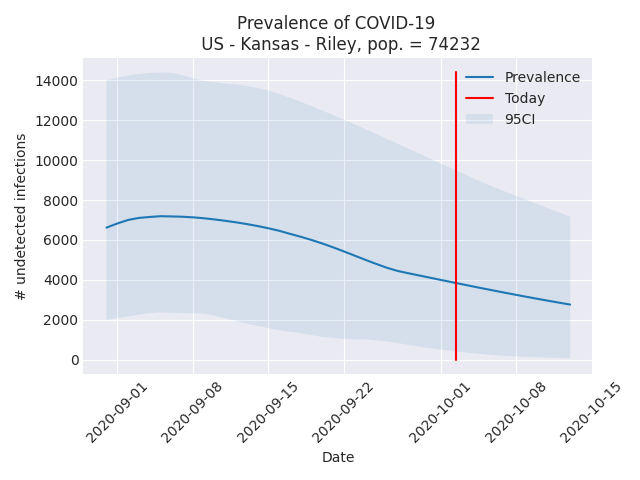 Prevalence of COVID-19
US - Kansas - Riley, pop. = 74232
Prevalence
Today
95CI
# undetected infections
14000
12000
10000
8000
6000
4000
2000
0
2020-09-01
2020-09-08
2020-09-15
2020-09-22
2020-10-01
2020-10-08
2020-10-15
Date